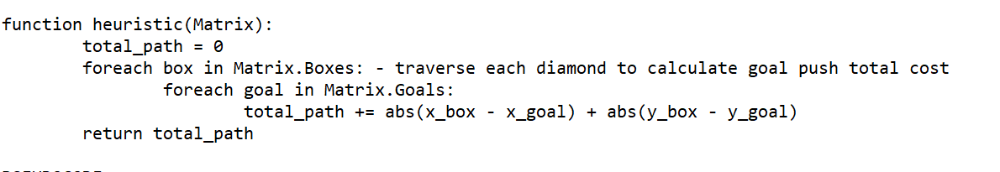 function heuristic(Matrix):
total_path = 0
foreach box in Matrix.Boxes: - traverse each diamond to calculate goal push total cost
foreach goal in Matrix.Goals:
total_path += abs(x_box - x_goal) + abs(y_box - y_goal)
return total_path